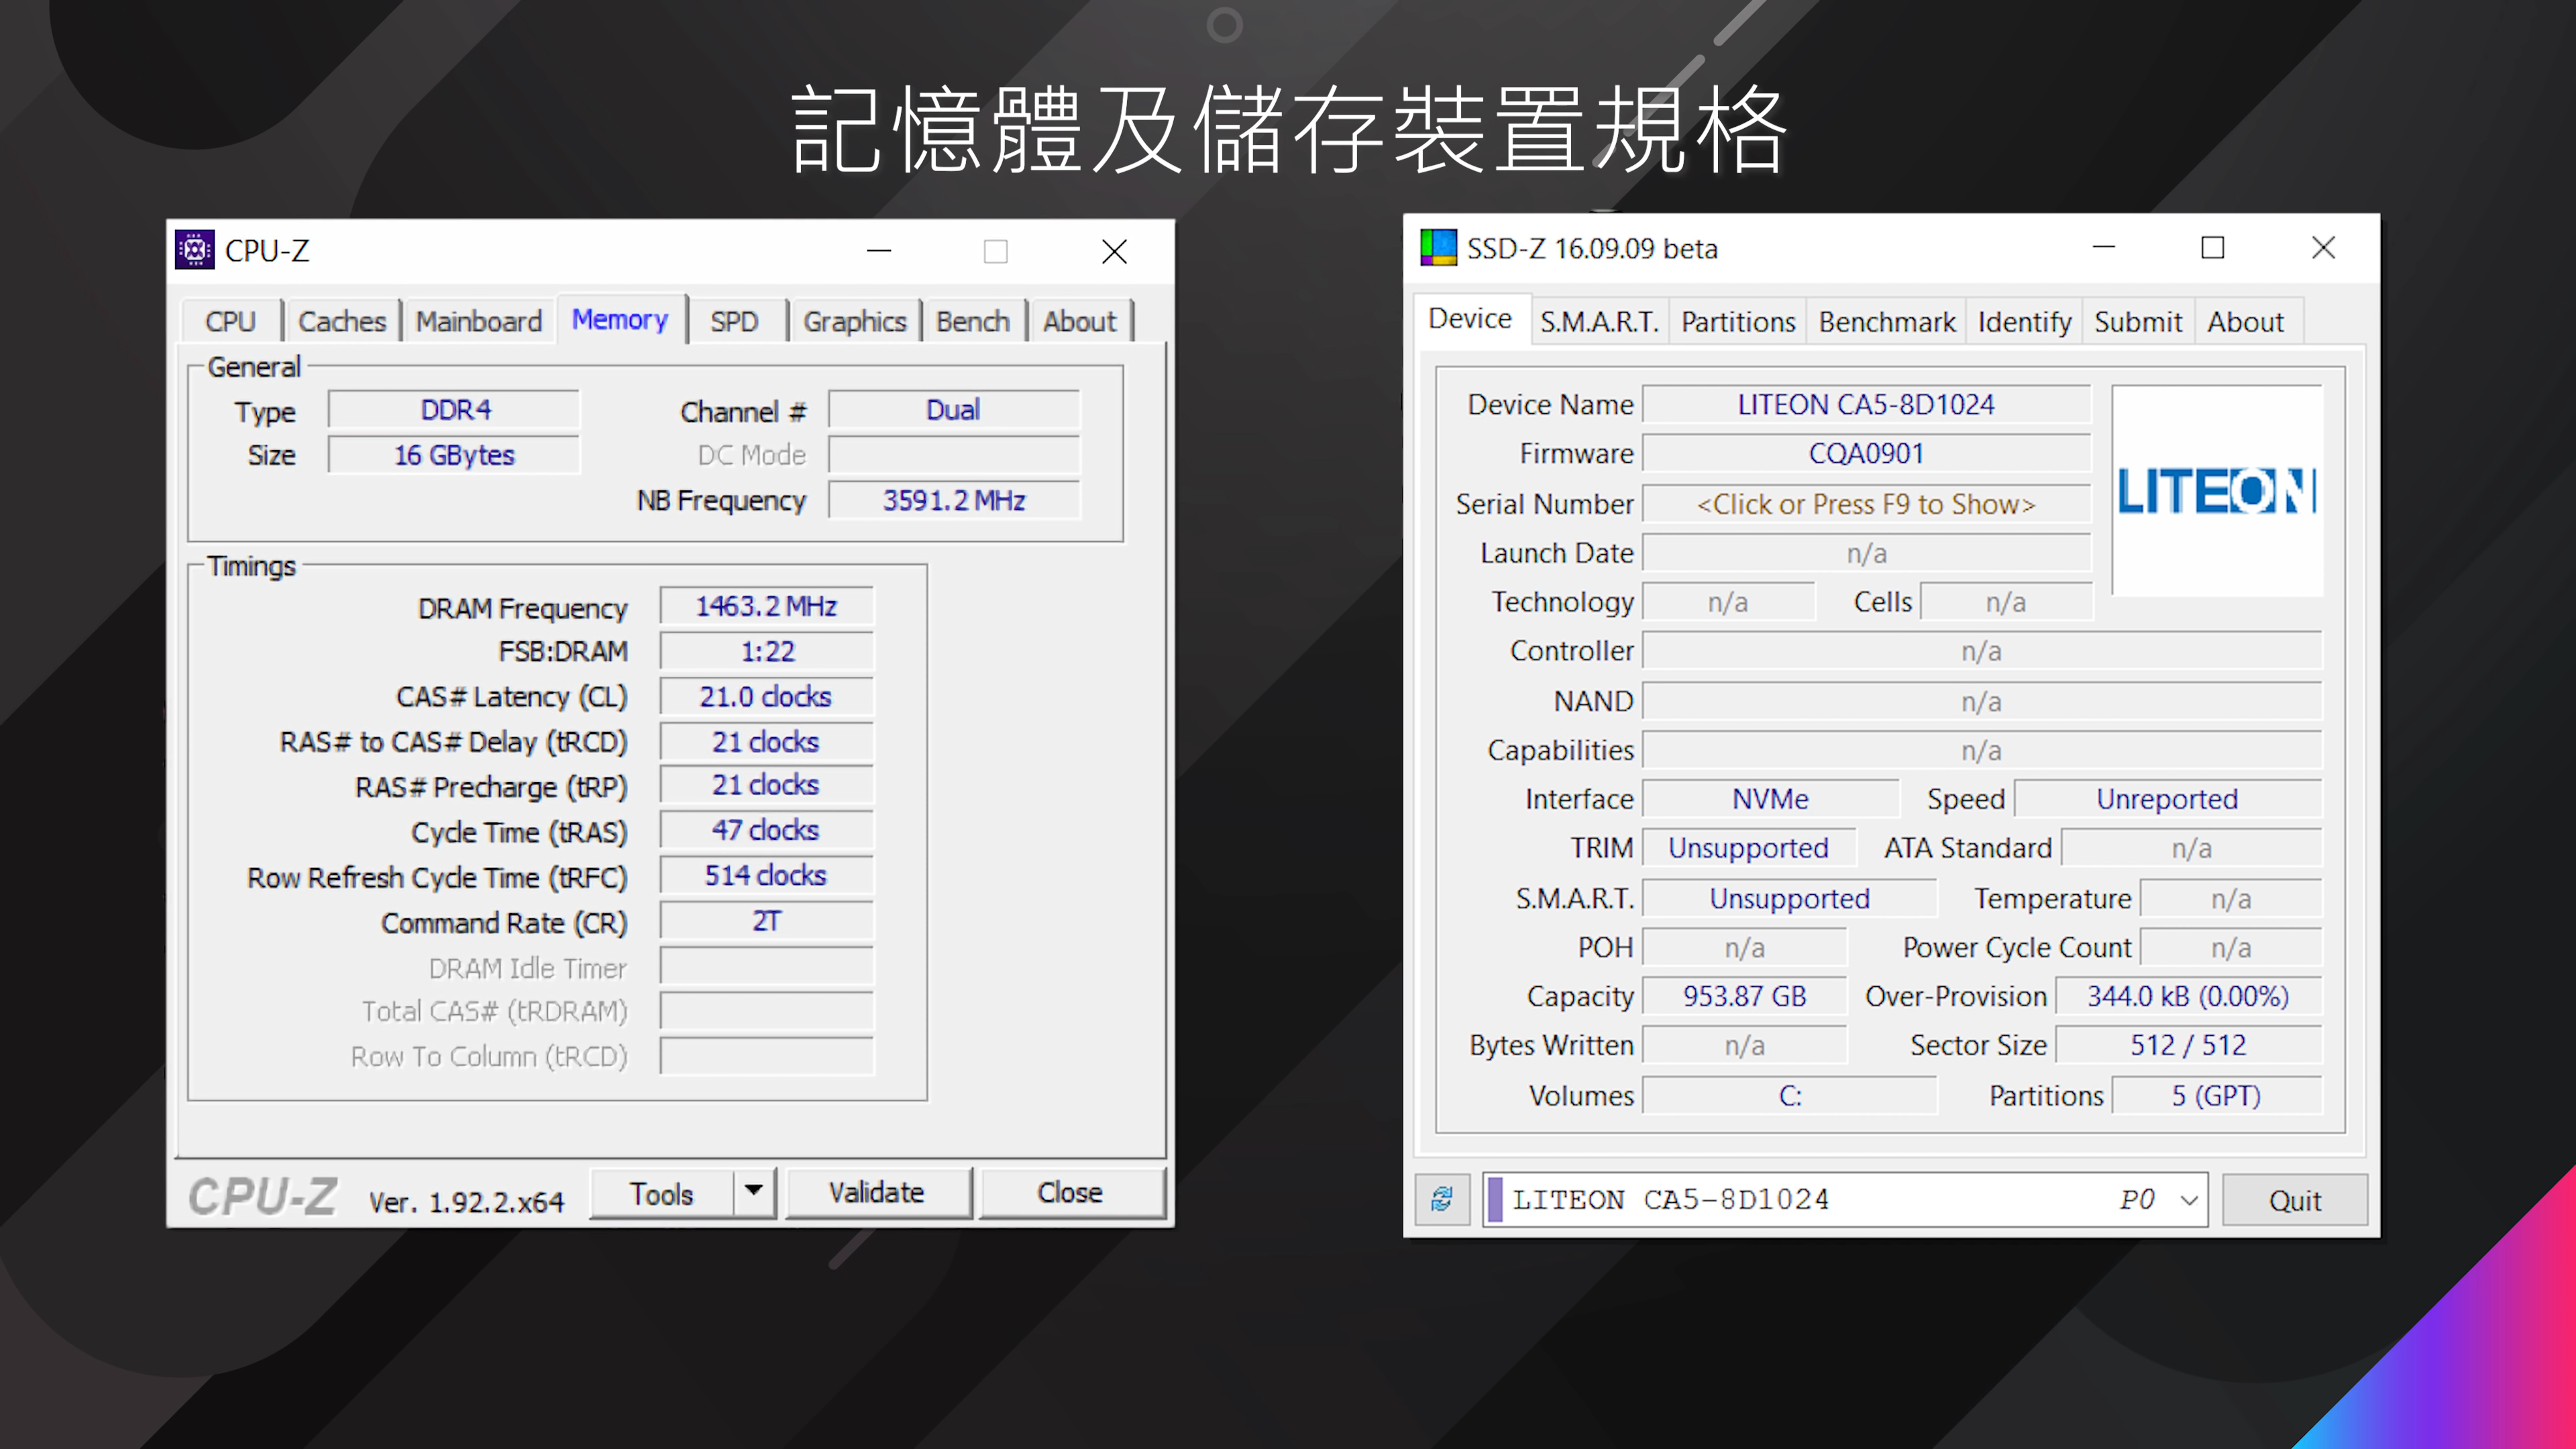 記憶體及儲存裝置規格
CPU-Z
CPU Caches Mainboard Memory SPD Graphics Bench About
General
Type DDR4 Channel # Dual
Size 16 GBytes DC Mode
NB Frequency 3591.2 MHz
Timings
DRAM Frequency 1463.2 MHz
FSB:DRAM 1:22
CAS# Latency (CL) 21.0 clocks
RAS# to CAS# Delay (tRCD) 21 clocks
RAS# Precharge (tRP) 21 clocks
Cycle Time (tRAS) 47 clocks
Row Refresh Cycle Time (tRFC) 514 clocks
Command Rate (CR) 2T
DRAM Idle Timer
Total CAS# (tRDRAM)
Row To Column (tRCD)
CPU-Z Ver. 1.92.2.x64 Tools Validate Close
SSD-Z 16.09.09 beta
Device S.M.A.R.T. Partitions Benchmark Identify Submit About
Device Name LITEON CA5-8D1024
Firmware CQA0901
LITEON
Serial Number <Click or Press F9 to Show>
Launch Date n/a
Technology n/a Cells n/a
Controller n/a
NAND n/a
Capabilities n/a
Interface NVMe Speed Unreported
TRIM Unsupported ATA Standard n/a
S.M.A.R.T. Unsupported Temperature n/a
POH n/a Power Cycle Count n/a
Capacity 953.87 GB Over-Provision 344.0 kB (0.00%)
Bytes Written n/a Sector Size 512 / 512
Volumes C: Partitions 5 (GPT)
LITEON CA5-8D1024 P0 Quit